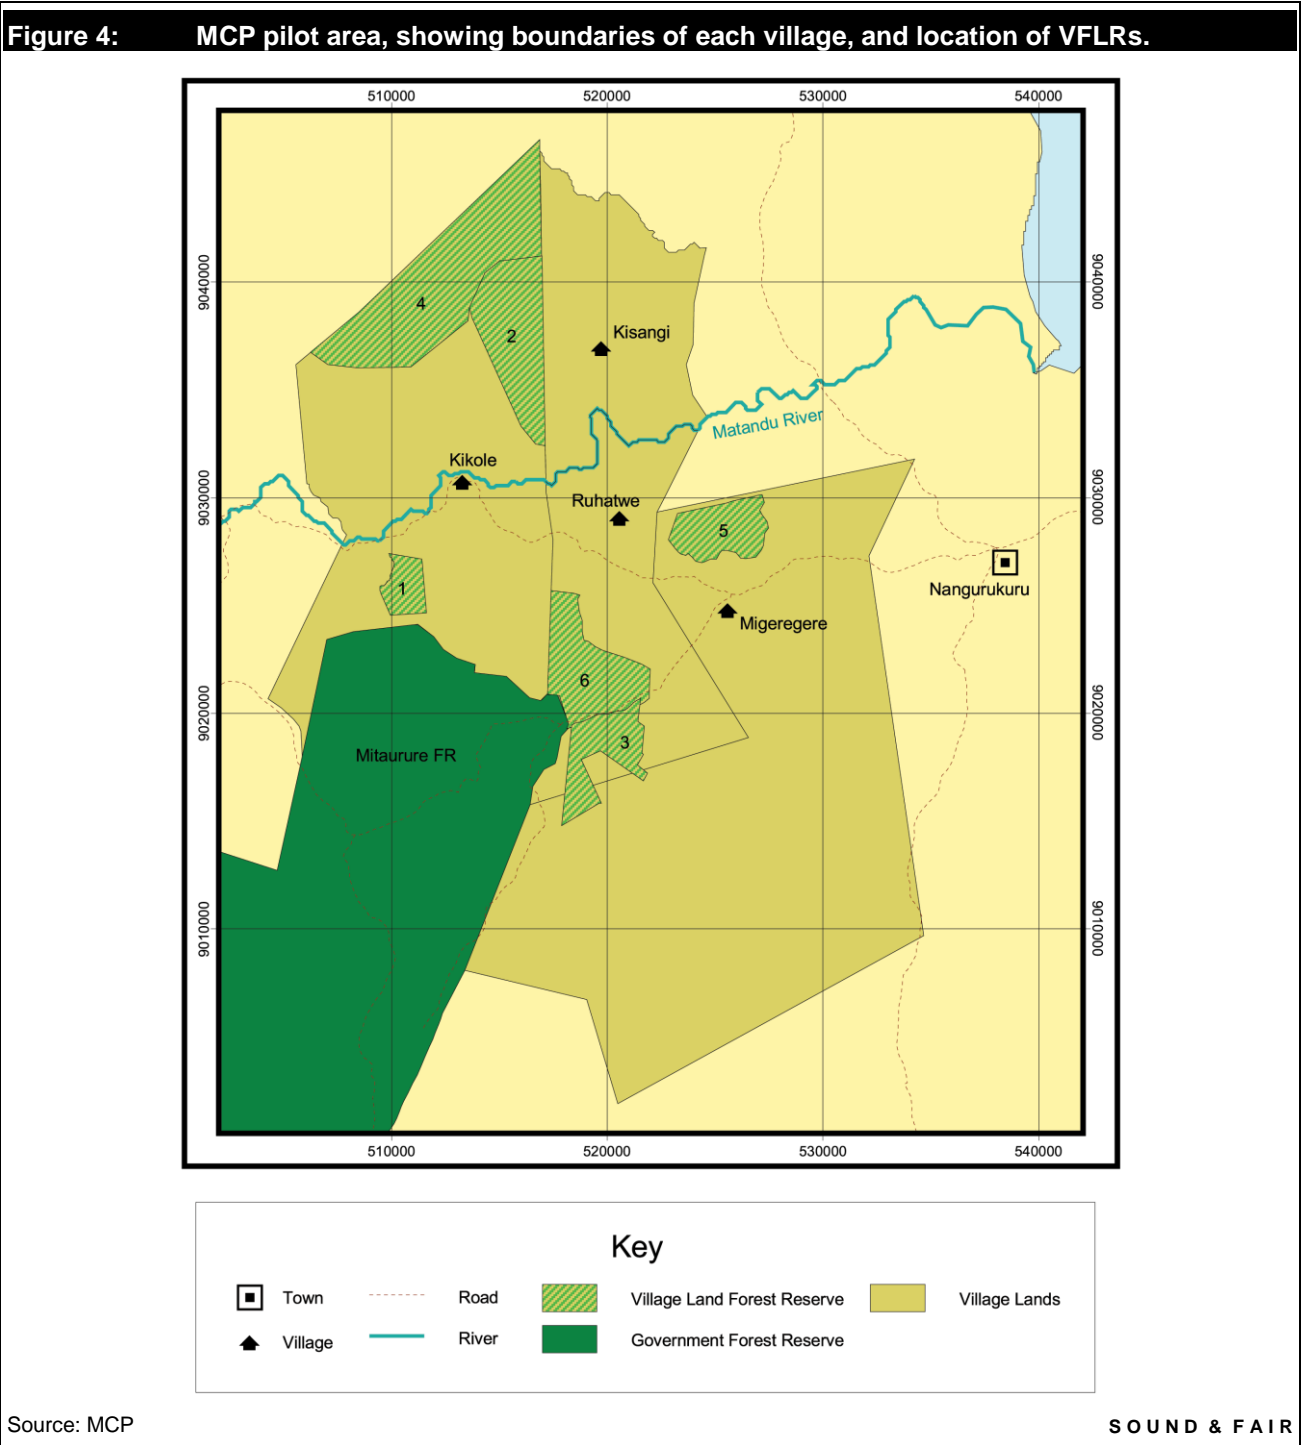 Figure 4: MCP pilot area, showing boundaries of each village, and location of VFLRs.
510000 520000 530000 540000
9040000 9040000
4
2
Kisangi
Matandu River
Kikole
9030000 9030000
Ruhatwe
5
Nangurukuru
1
Migeregere
6
9020000 9020000
3
Mitaurure FR
9010000 9010000
510000 520000 530000 540000
Key
Town Road Village Land Forest Reserve Village Lands
Village River Government Forest Reserve
Source: MCP
SOUND & FAIR